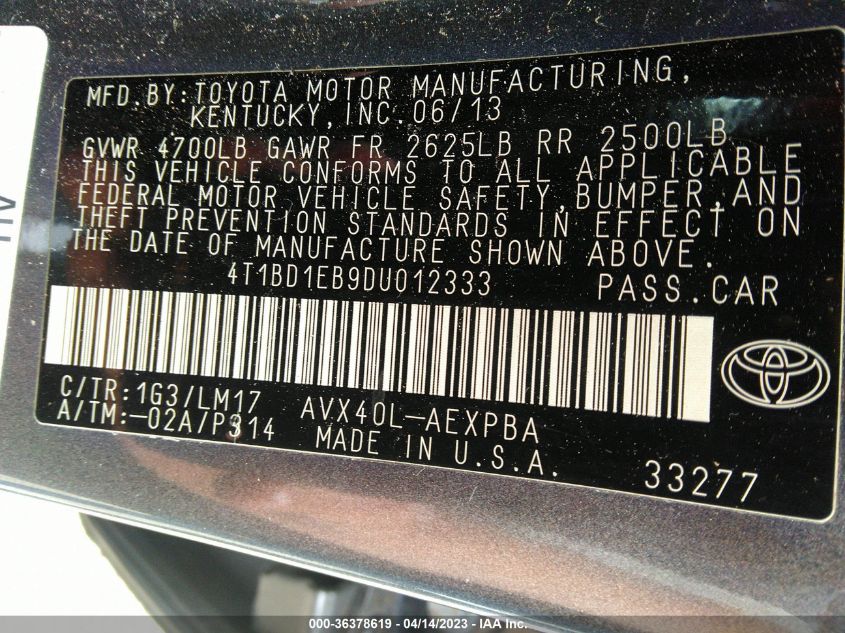 MFD.BY:TOYOTA MOTOR MANUFACTURING,
KENTUCKY,INC.06/13
GVWR 4700LB GAWR FR 2625LB RR 2500LB
THIS VEHICLE CONFORMS TO ALL APPLICABLE
FEDERAL MOTOR VEHICLE SAFETY,BUMPER,AND
THEFT PREVENTION STANDARDS IN EFFECT ON
THE DATE OF MANUFACTURE SHOWN ABOVE.
4T1BD1EB9DU012333 PASS.CAR
C/TR:1G3/LM17 AVX40L-AEXPBA
A/TM:-02A/P314 MADE IN U.S.A. 33277
000-36378619 - 04/14/2023 - IAA Inc.